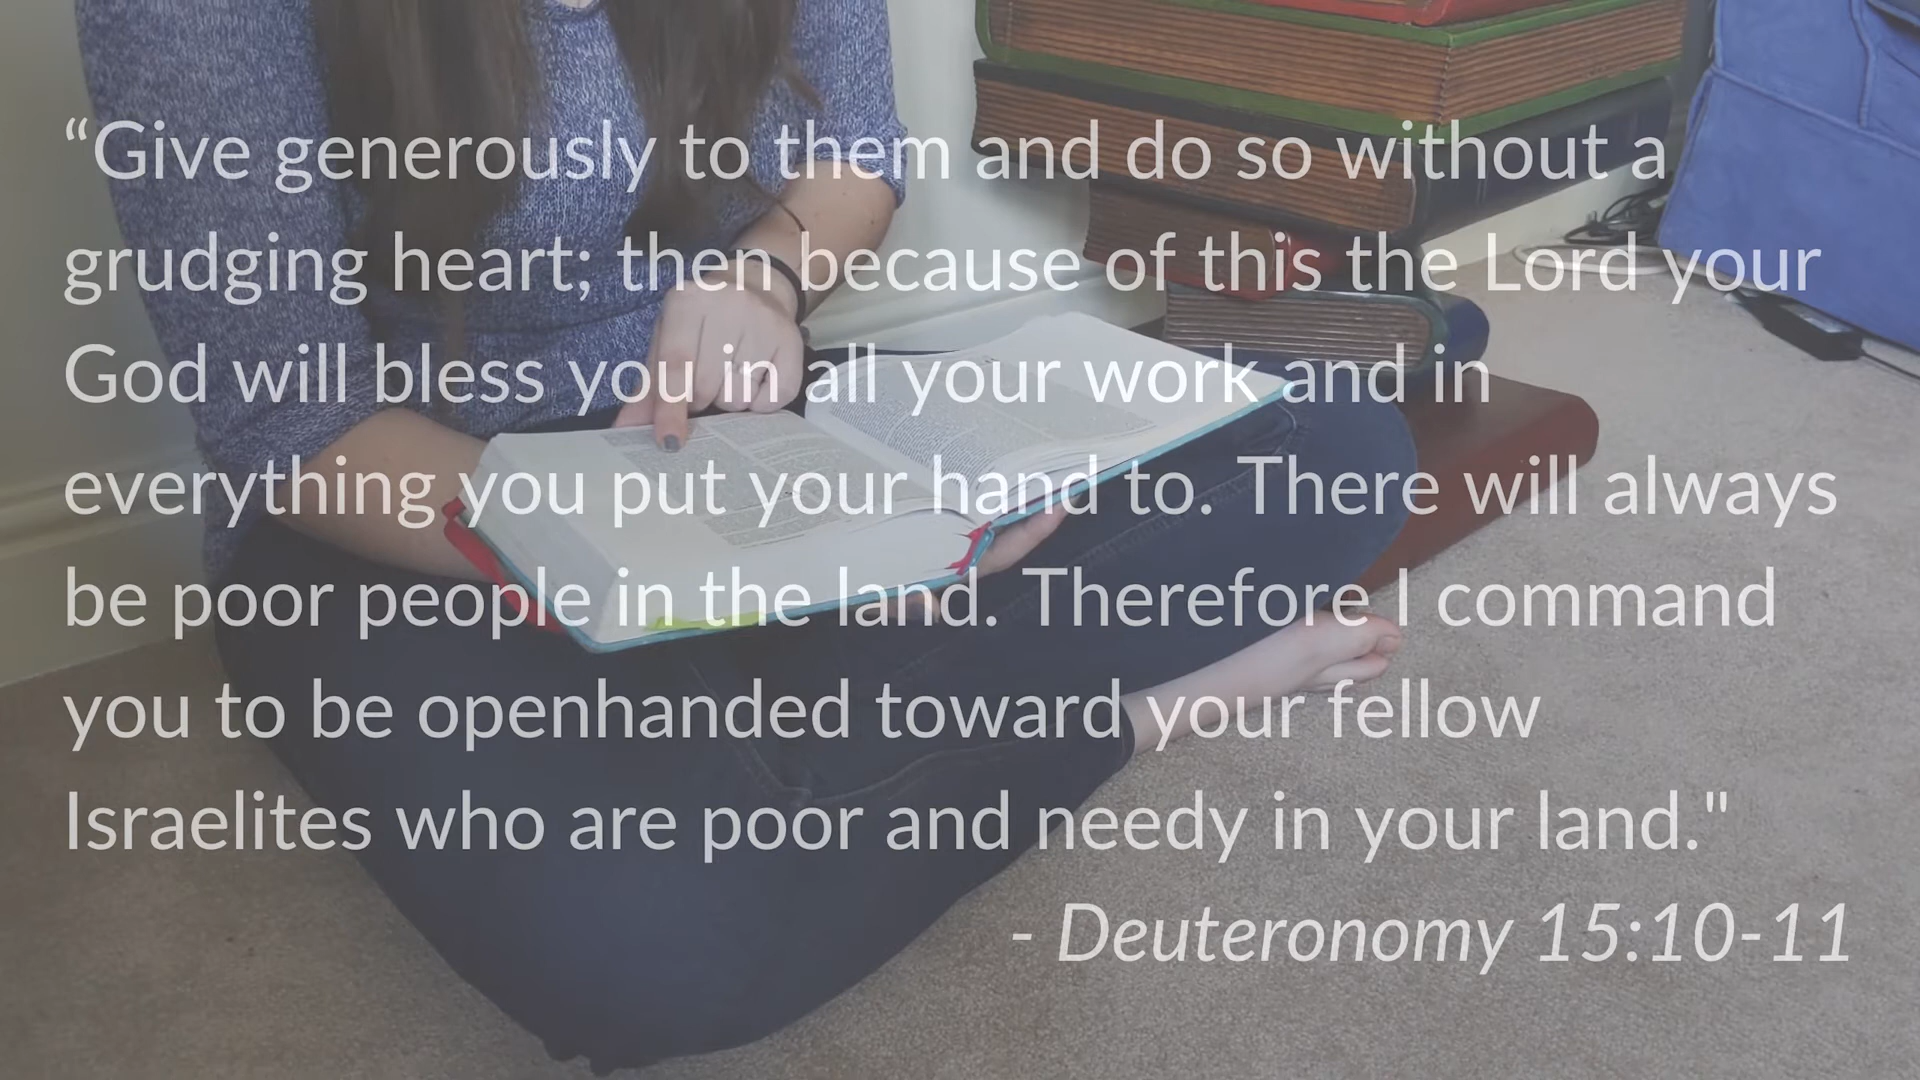 “Give generously to them and do so without a
grudging heart; then because of this the Lord your
God will bless you in all your work and in
everything you put your hand to. There will always
be poor people in the land. Therefore I command
you to be openhanded toward your fellow
Israelites who are poor and needy in your land."
- Deuteronomy 15:10-11